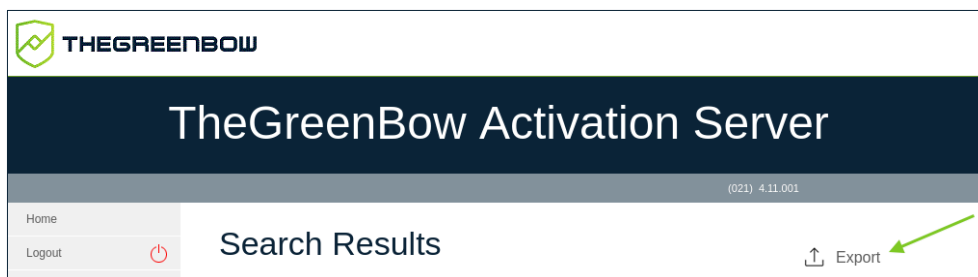 THEGREENBOW
TheGreenBow Activation Server
(021) 4.11.001
Home
Logout
Search Results
Export